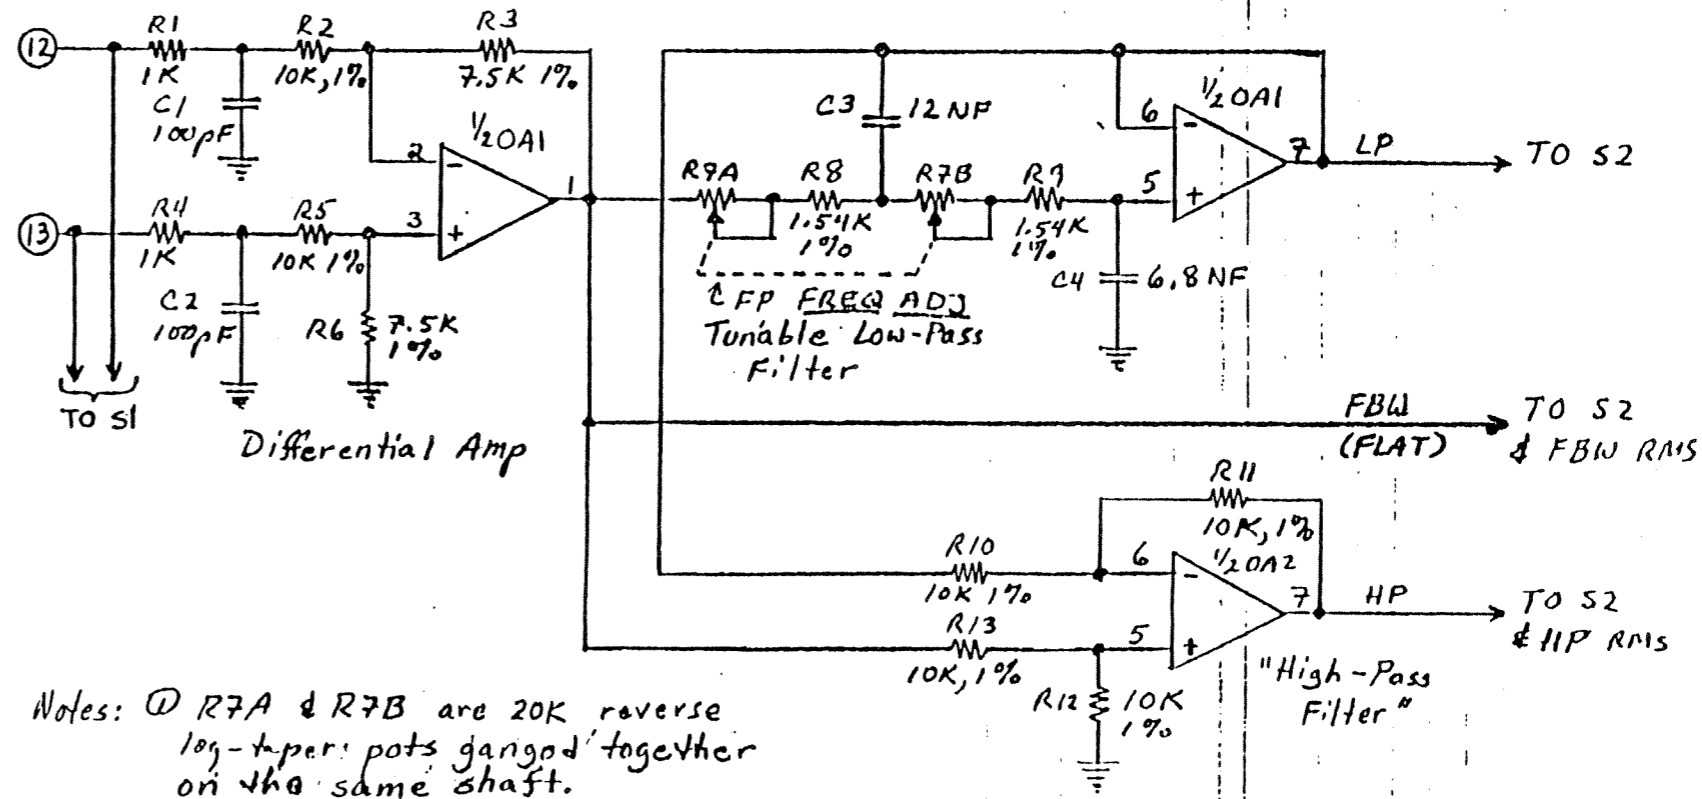 R1
R2
R3
12
1K
10K, 1%
7.5K 1%
C1
100pF
1/2 OA1
2
-
1
3
+
R4
R5
13
1K
10K 1%
C2
100pF
R6
7.5K
1%
TO S1
Differential Amp
C3
12 NF
1/2 OA1
6
-
7
LP
TO S2
5
+
R7A
R8
R7B
R9
1.54K
1%
1.54K
1%
C4
6.8 NF
FP FREQ ADJ
Tunable Low-Pass
Filter
FBW
(FLAT)
TO S2
& FBW RMS
R11
10K, 1%
1/2 OA2
R10
10K 1%
6
-
7
HP
TO S2
& HP RMS
R13
10K, 1%
5
+
R12
10K
1%
"High-Pass
Filter"
Notes: ① R7A & R7B are 20K reverse
log-taper pots ganged together
on the same shaft.